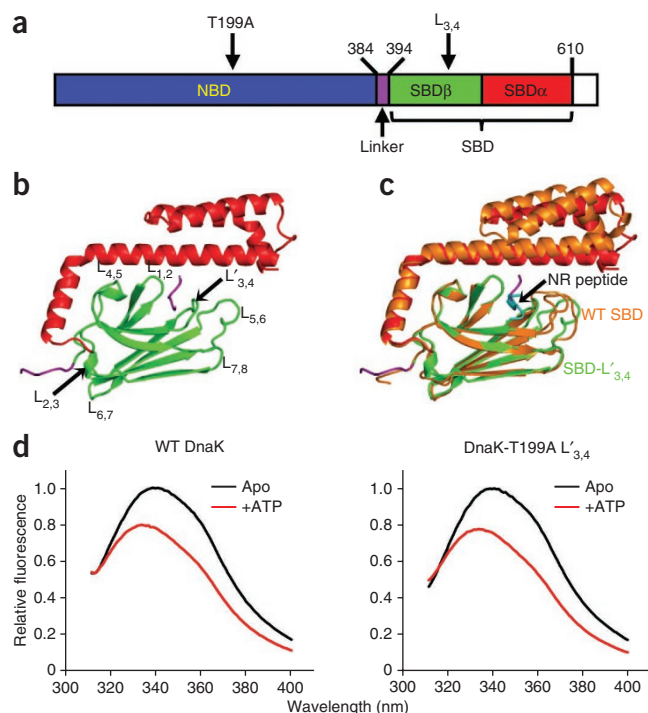 a
T199A
L3,4
384 394 610
NBD SBDβ SBDα
Linker
SBD
b
L4,5 L1,2 L′3,4
L5,6
L7,8
L2,3
L6,7
c
NR peptide
WT SBD
SBD-L′3,4
d
WT DnaK
Relative fluorescence
1.0
0.8
0.6
0.4
0.2
0
Apo
+ATP
300 320 340 360 380 400
DnaK-T199A L′3,4
1.0
0.8
0.6
0.4
0.2
0
Apo
+ATP
300 320 340 360 380 400
Wavelength (nm)